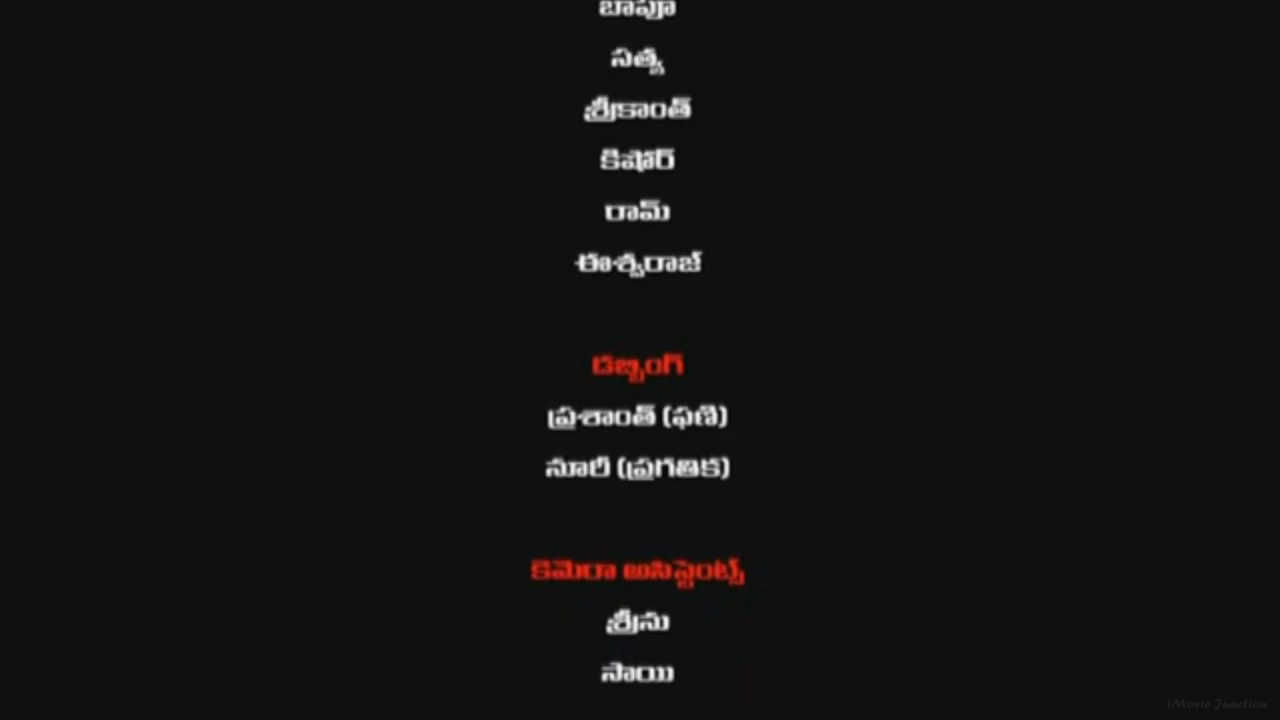 బాపూ
సత్య
శ్రీకాంత్
కిషోర్
రామ్
ఈశ్వరాజ్
డబ్బింగ్
ప్రశాంత్ (ఫణి)
నూరీ (ప్రగతిక)
కెమెరా అసిస్టెంట్స్
శ్రీను
సాయి
iMovie Junction